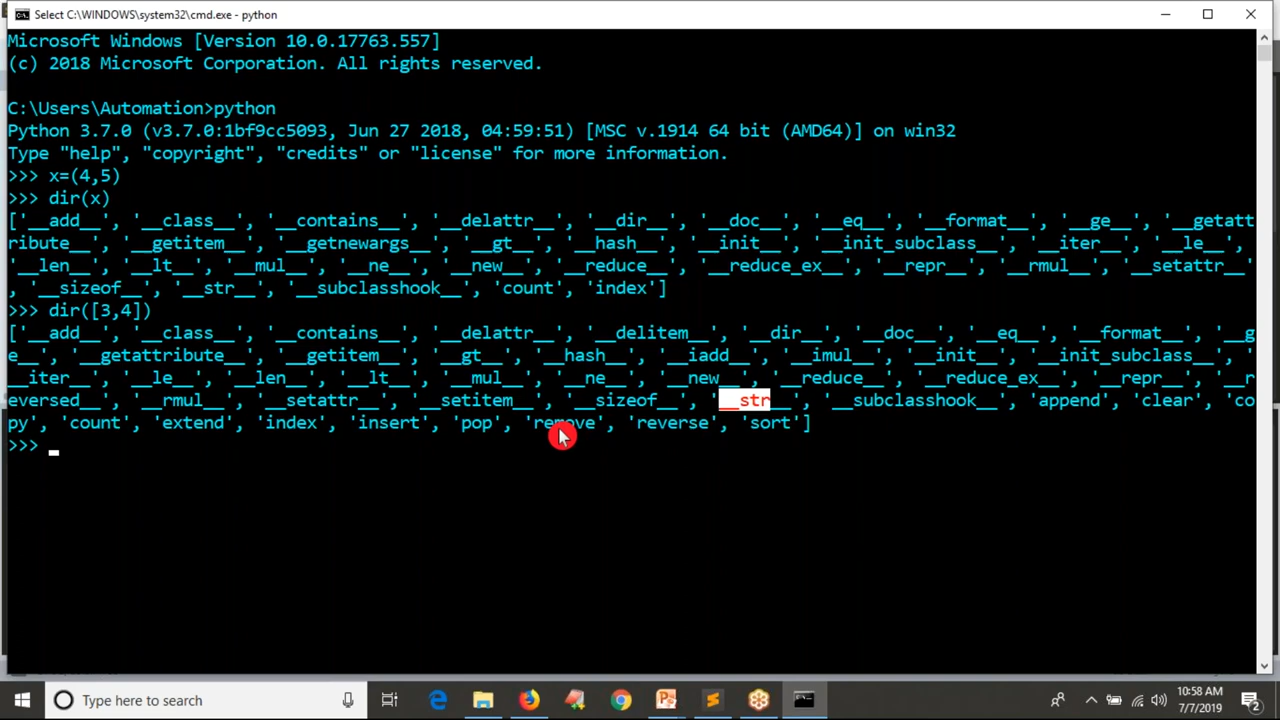 Select C:\WINDOWS\system32\cmd.exe - python
Microsoft Windows [Version 10.0.17763.557]
(c) 2018 Microsoft Corporation. All rights reserved.
C:\Users\Automation>python
Python 3.7.0 (v3.7.0:1bf9cc5093, Jun 27 2018, 04:59:51) [MSC v.1914 64 bit (AMD64)] on win32
Type "help", "copyright", "credits" or "license" for more information.
>>> x=(4,5)
>>> dir(x)
['__add__', '__class__', '__contains__', '__delattr__', '__dir__', '__doc__', '__eq__', '__format__', '__ge__', '__getatt
ribute__', '__getitem__', '__getnewargs__', '__gt__', '__hash__', '__init__', '__init_subclass__', '__iter__', '__le__',
'__len__', '__lt__', '__mul__', '__ne__', '__new__', '__reduce__', '__reduce_ex__', '__repr__', '__rmul__', '__setattr__'
, '__sizeof__', '__str__', '__subclasshook__', 'count', 'index']
>>> dir([3,4])
['__add__', '__class__', '__contains__', '__delattr__', '__delitem__', '__dir__', '__doc__', '__eq__', '__format__', '__g
e__', '__getattribute__', '__getitem__', '__gt__', '__hash__', '__iadd__', '__imul__', '__init__', '__init_subclass__', '
__iter__', '__le__', '__len__', '__lt__', '__mul__', '__ne__', '__new__', '__reduce__', '__reduce_ex__', '__repr__', '__r
eversed__', '__rmul__', '__setattr__', '__setitem__', '__sizeof__', '__str__', '__subclasshook__', 'append', 'clear', 'co
py', 'count', 'extend', 'index', 'insert', 'pop', 'remove', 'reverse', 'sort']
>>>
Type here to search
10:58 AM
7/7/2019
2